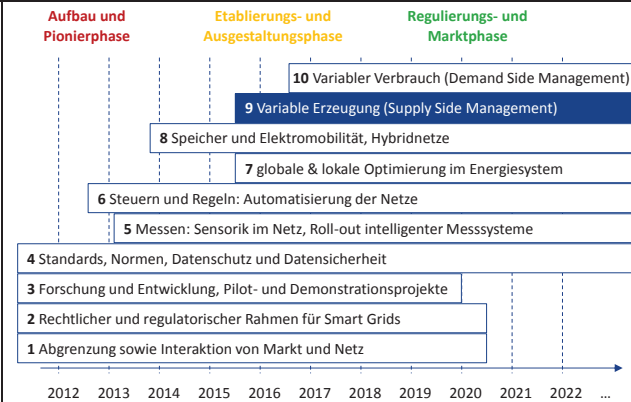 Aufbau und
Pionierphase
Etablierungs- und
Ausgestaltungsphase
Regulierungs- und
Marktphase
10 Variabler Verbrauch (Demand Side Management)
9 Variable Erzeugung (Supply Side Management)
8 Speicher und Elektromobilität, Hybridnetze
7 globale & lokale Optimierung im Energiesystem
6 Steuern und Regeln: Automatisierung der Netze
5 Messen: Sensorik im Netz, Roll-out intelligenter Messsysteme
4 Standards, Normen, Datenschutz und Datensicherheit
3 Forschung und Entwicklung, Pilot- und Demonstrationsprojekte
2 Rechtlicher und regulatorischer Rahmen für Smart Grids
1 Abgrenzung sowie Interaktion von Markt und Netz
2012 2013 2014 2015 2016 2017 2018 2019 2020 2021 2022 ...